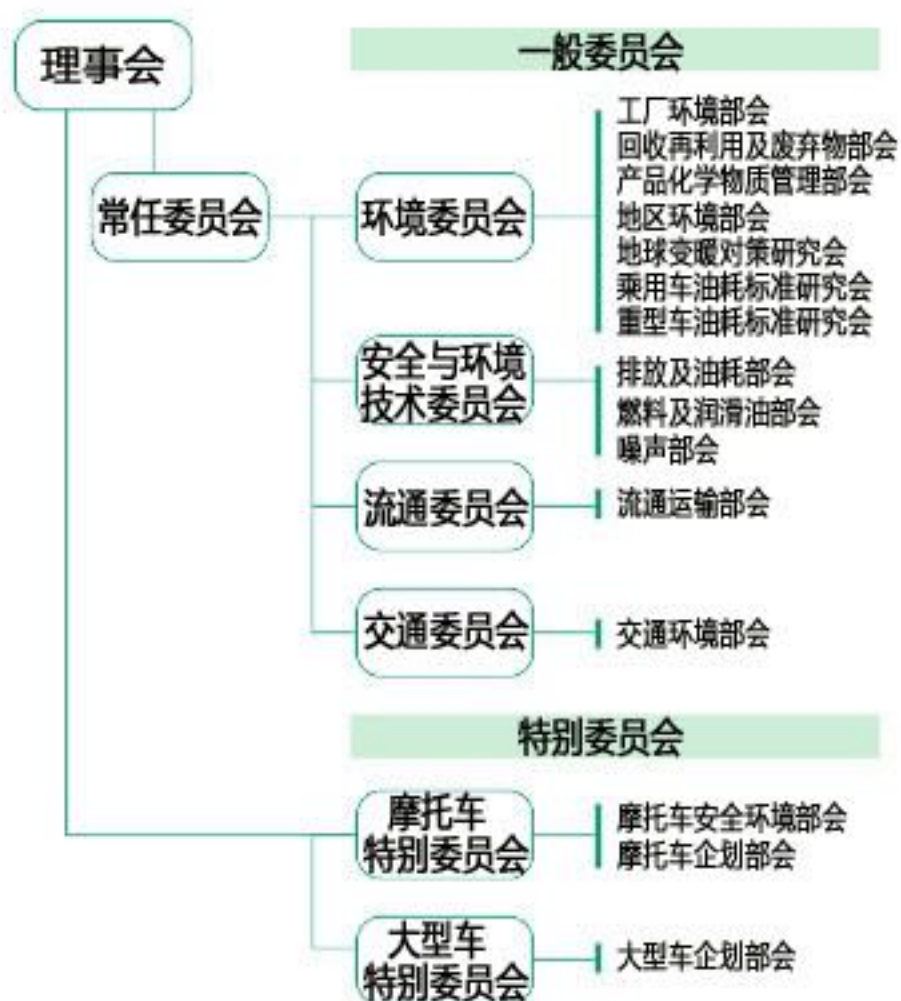 理事会
一般委员会
常任委员会
环境委员会
工厂环境部会
回收再利用及废弃物部会
产品化学物质管理部会
地区环境部会
地球变暖对策研究会
乘用车油耗标准研究会
重型车油耗标准研究会
安全与环境
技术委员会
排放及油耗部会
燃料及润滑油部会
噪声部会
流通委员会
流通运输部会
交通委员会
交通环境部会
特别委员会
摩托车
特别委员会
摩托车安全环境部会
摩托车企划部会
大型车
特别委员会
大型车企划部会